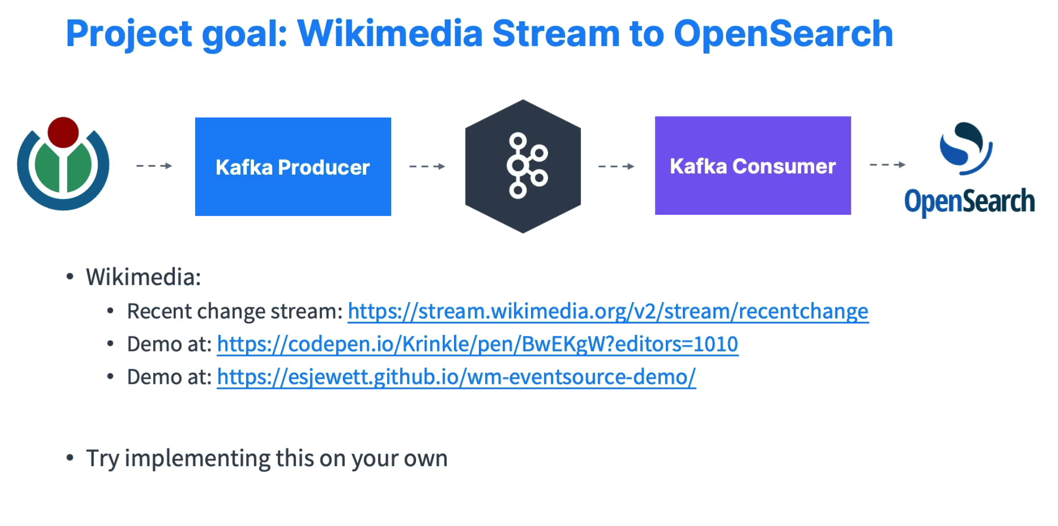 Project goal: Wikimedia Stream to OpenSearch
Kafka Producer
Kafka Consumer
OpenSearch
• Wikimedia:
• Recent change stream: https://stream.wikimedia.org/v2/stream/recentchange
• Demo at: https://codepen.io/Krinkle/pen/BwEKgW?editors=1010
• Demo at: https://esjewett.github.io/wm-eventsource-demo/
• Try implementing this on your own